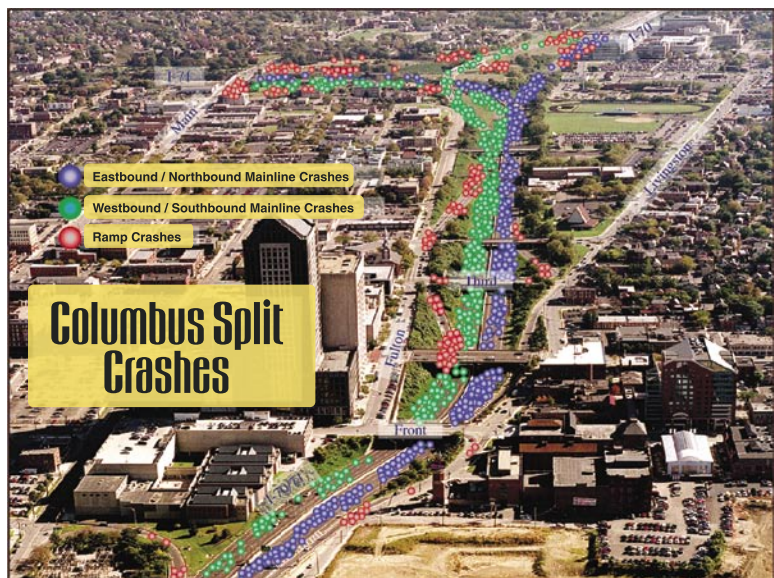 I-70
I-71
Main
Eastbound / Northbound Mainline Crashes
Livingston
Westbound / Southbound Mainline Crashes
Ramp Crashes
Third
Columbus Split
Crashes
Fulton
Front
I-70/71